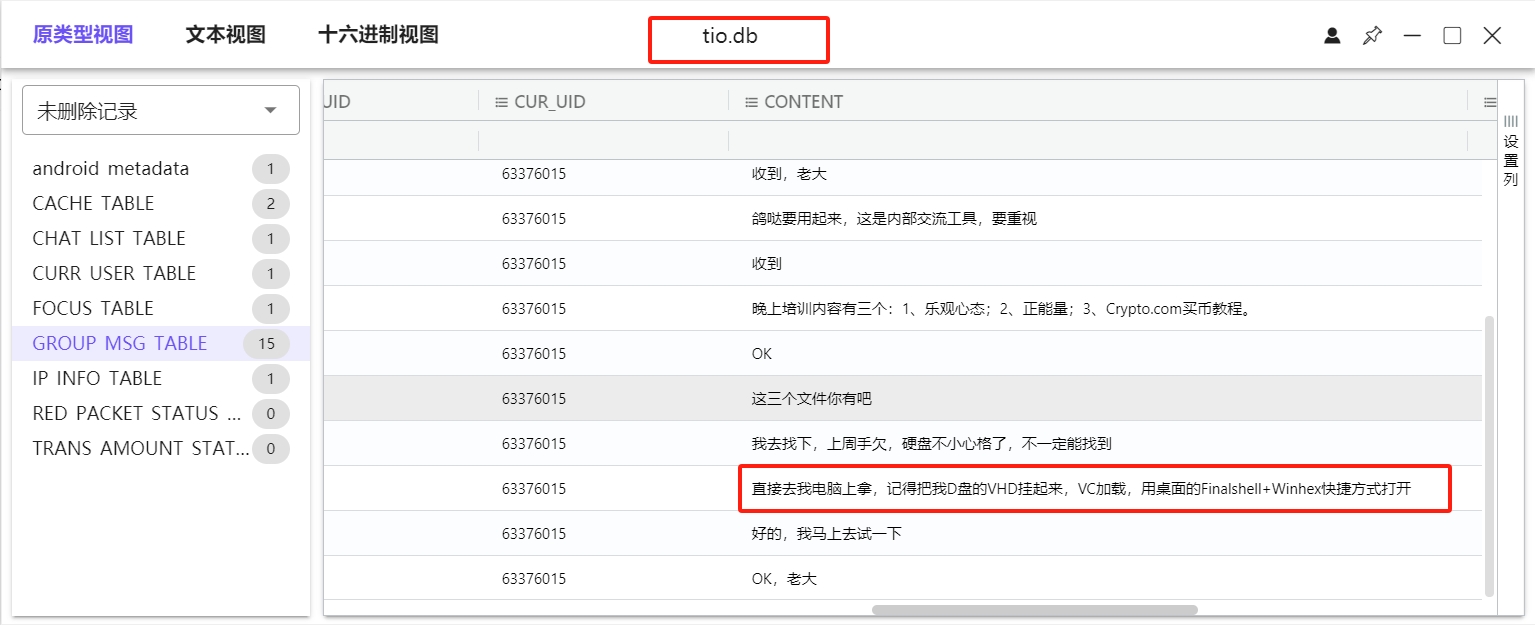 原类型视图 文本视图 十六进制视图 tio.db
未删除记录
android metadata 1
CACHE TABLE 2
CHAT LIST TABLE 1
CURR USER TABLE 1
FOCUS TABLE 1
GROUP MSG TABLE 15
IP INFO TABLE 1
RED PACKET STATUS ... 0
TRANS AMOUNT STAT... 0
UID CUR_UID CONTENT
63376015 收到，老大
63376015 鸽哒要用起来，这是内部交流工具，要重视
63376015 收到
63376015 晚上培训内容有三个：1、乐观心态；2、正能量；3、Crypto.com买币教程。
63376015 OK
63376015 这三个文件你有吧
63376015 我去找下，上周手欠，硬盘不小心格了，不一定能找到
63376015 直接去我电脑上拿，记得把我D盘的VHD挂起来，VC加载，用桌面的Finalshell+Winhex快捷方式打开
63376015 好的，我马上去试一下
63376015 OK，老大
设置列